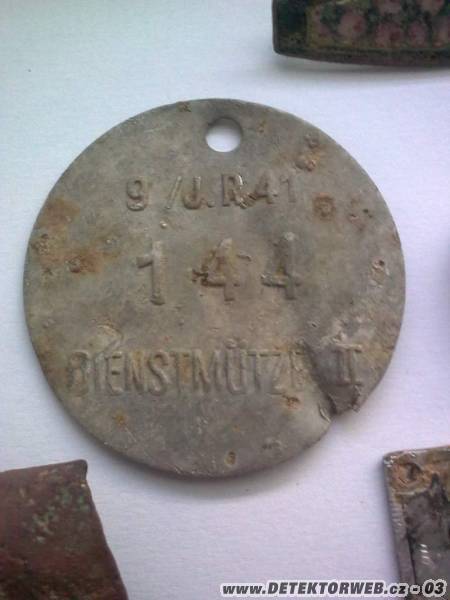 9/J.R.41
144
DIENSTMÜTZE II
www.DETEKTORWEB.cz - 03